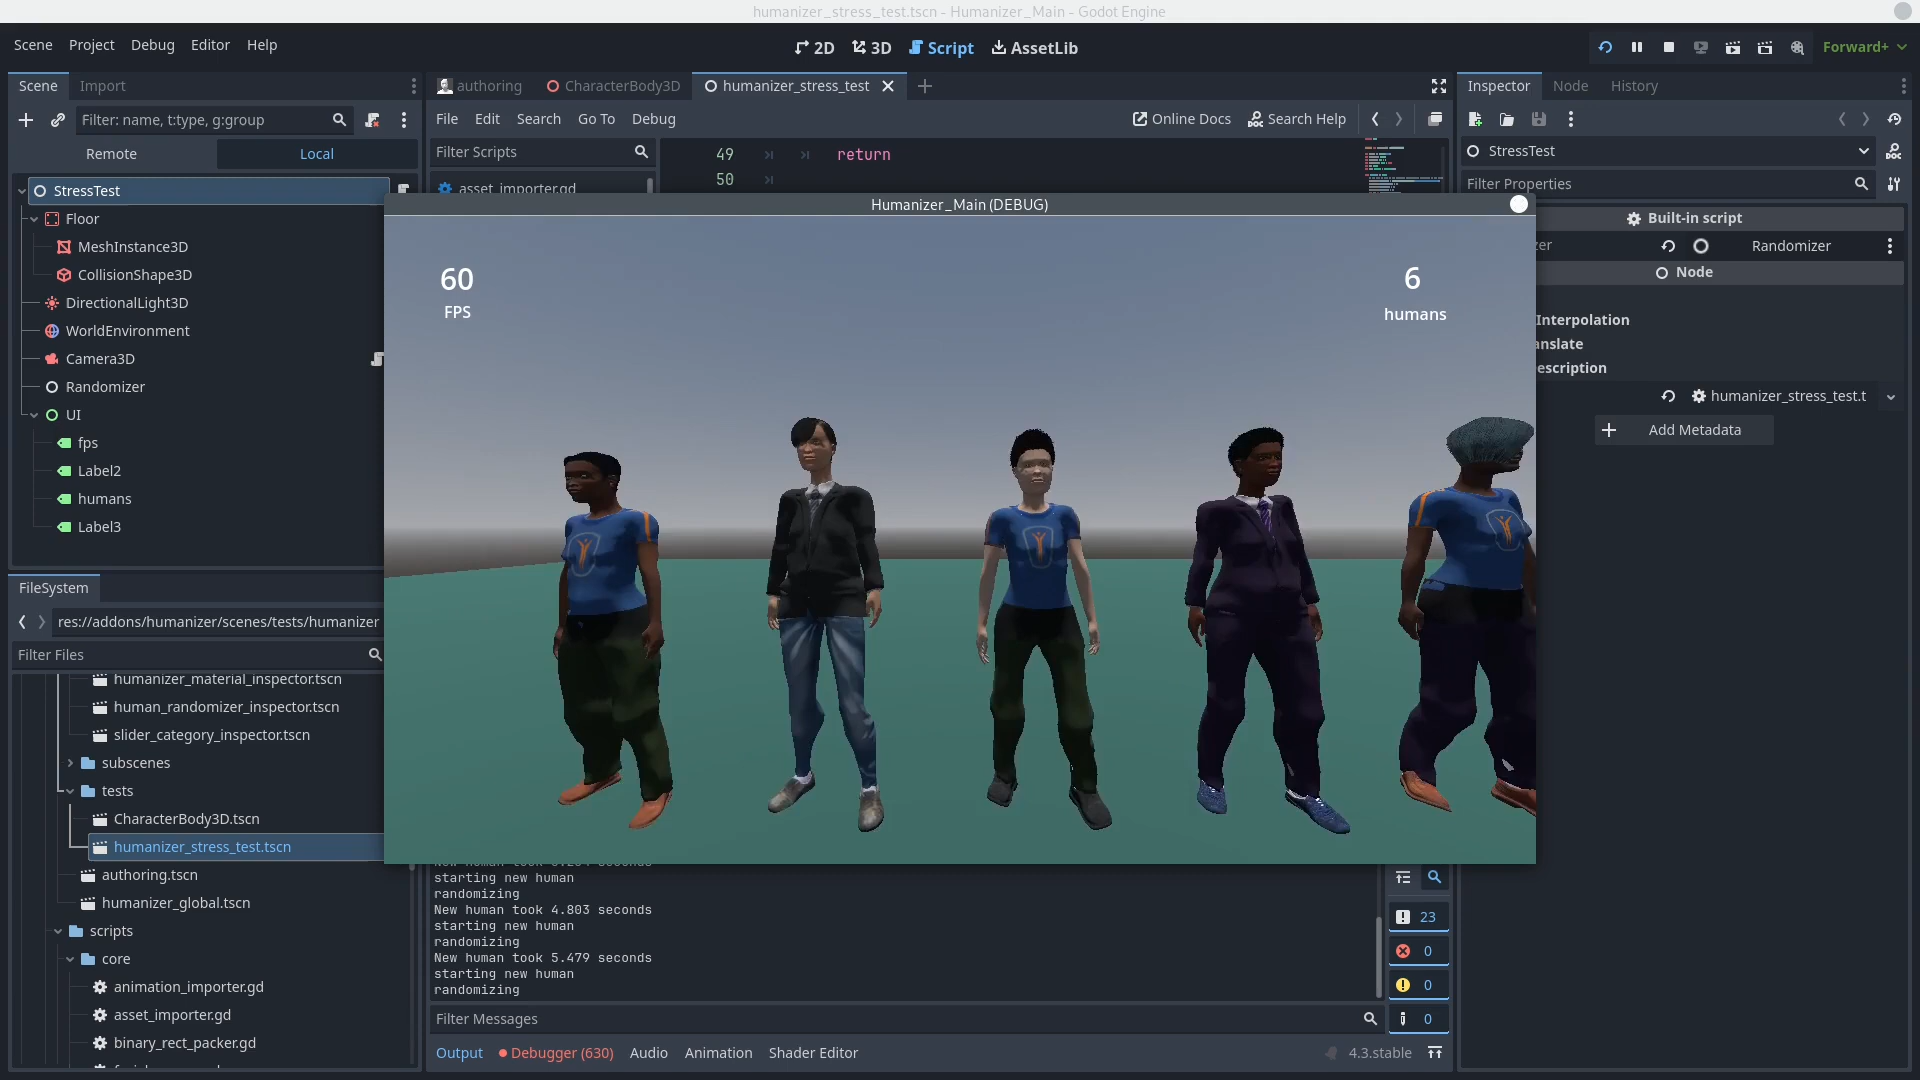 humanizer_stress_test.tscn - Humanizer_Main - Godot Engine
Scene Project Debug Editor Help
2D 3D Script AssetLib
Forward+
Scene Import
authoring CharacterBody3D humanizer_stress_test
Inspector Node History
Filter: name, t:type, g:group
File Edit Search Go To Debug
Online Docs Search Help
Remote Local
Filter Scripts
49 return
50
asset_importer.gd
StressTest
Filter Properties
Built-in script
zer Randomizer
Node
Interpolation
anslate
escription
humanizer_stress_test.t
Add Metadata
StressTest
Floor
MeshInstance3D
CollisionShape3D
DirectionalLight3D
WorldEnvironment
Camera3D
Randomizer
UI
fps
Label2
humans
Label3
Humanizer_Main (DEBUG)
60
FPS
6
humans
FileSystem
res://addons/humanizer/scenes/tests/humanizer
Filter Files
humanizer_material_inspector.tscn
human_randomizer_inspector.tscn
slider_category_inspector.tscn
subscenes
tests
CharacterBody3D.tscn
humanizer_stress_test.tscn
authoring.tscn
humanizer_global.tscn
scripts
core
animation_importer.gd
asset_importer.gd
binary_rect_packer.gd
starting new human
randomizing
New human took 4.803 seconds
starting new human
randomizing
New human took 5.479 seconds
starting new human
randomizing
23
0
0
0
Filter Messages
Output Debugger (630) Audio Animation Shader Editor
4.3.stable